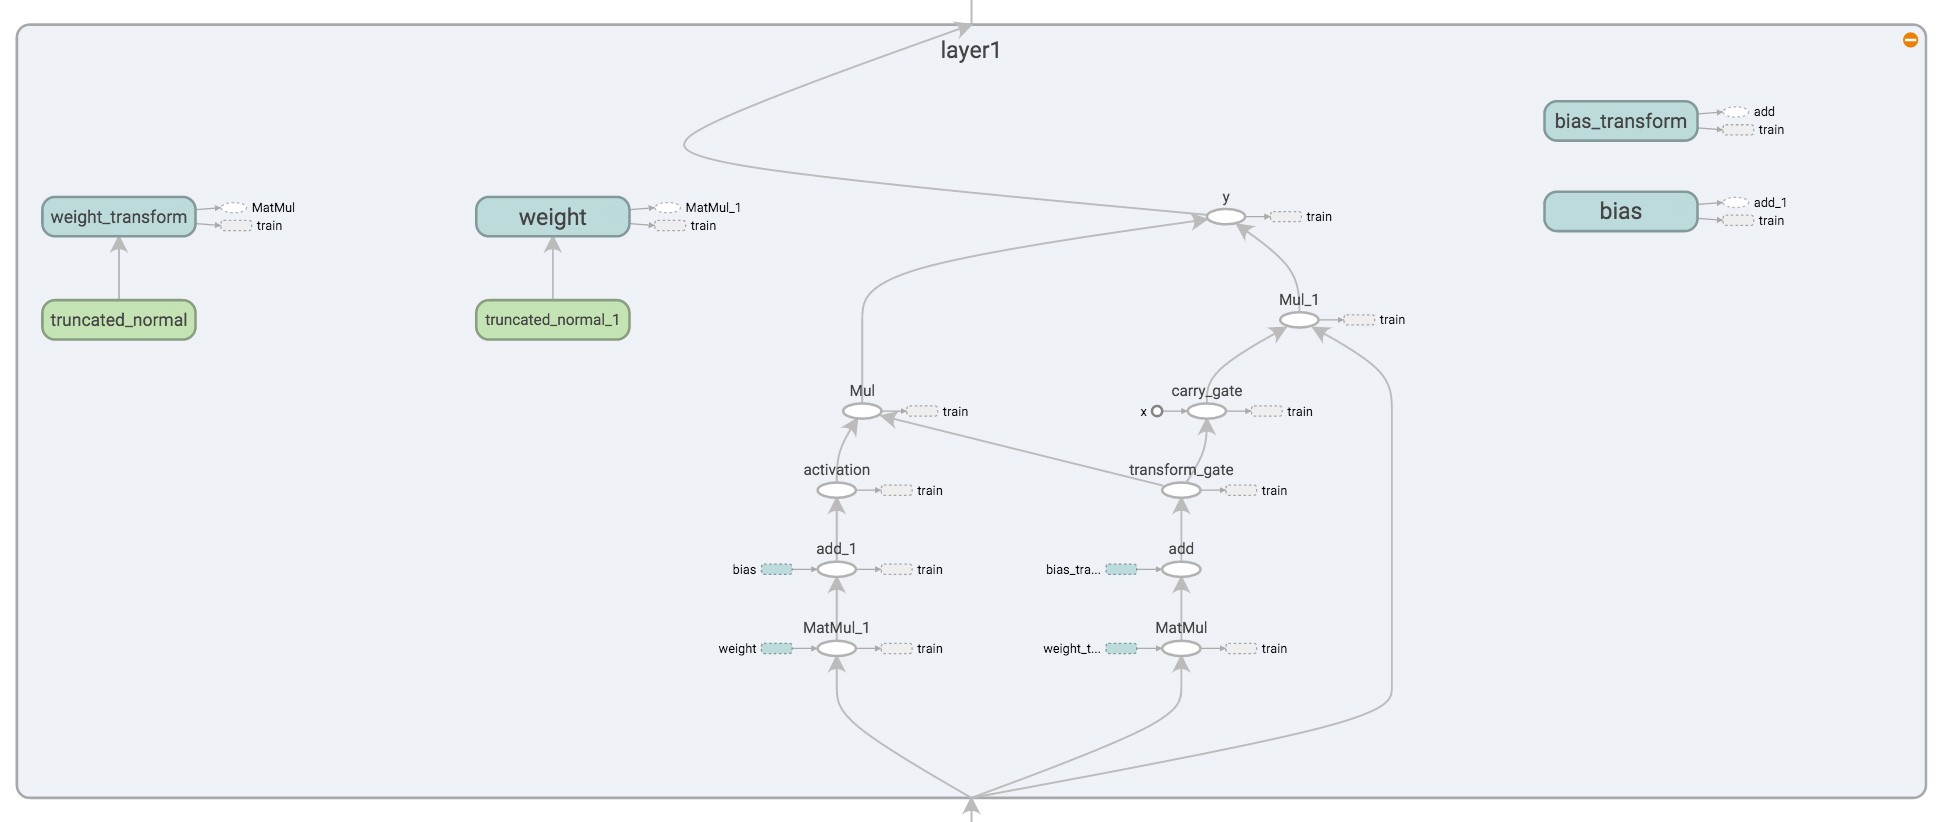 layer1
bias_transform
add
train
y
weight_transform
MatMul
train
weight
MatMul_1
train
train
bias
add_1
train
truncated_normal
truncated_normal_1
Mul_1
train
Mul
train
carry_gate
x
train
activation
train
transform_gate
train
add_1
bias
train
add
bias_tra...
MatMul_1
weight
train
MatMul
weight_t...
train